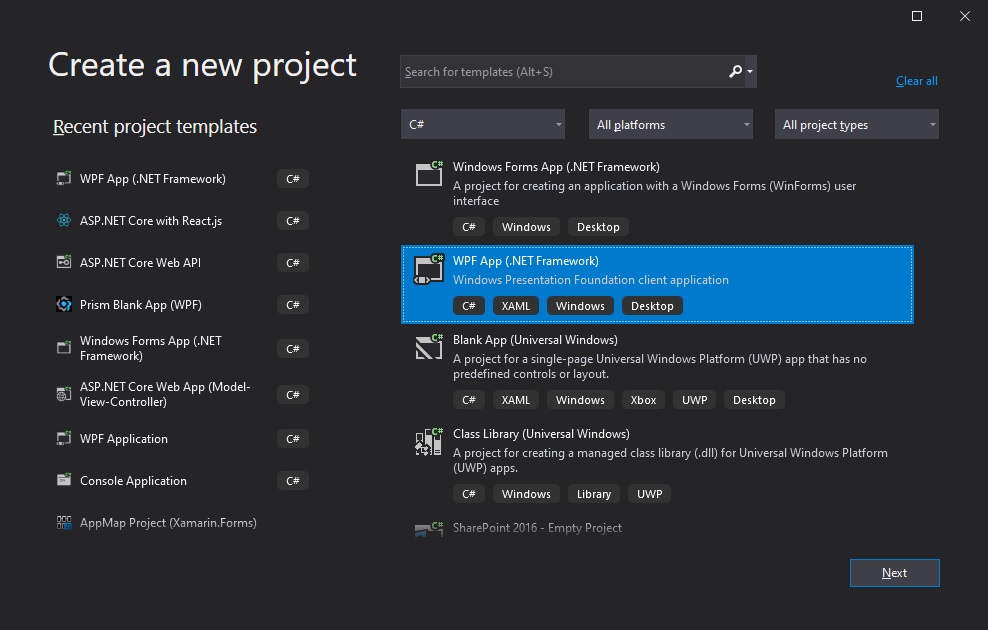 Create a new project
Search for templates (Alt+S)
Clear all
C#
All platforms
All project types
Recent project templates
WPF App (.NET Framework)
C#
ASP.NET Core with React.js
C#
ASP.NET Core Web API
C#
Prism Blank App (WPF)
C#
Windows Forms App (.NET
Framework)
C#
ASP.NET Core Web App (Model-
View-Controller)
C#
WPF Application
C#
Console Application
C#
AppMap Project (Xamarin.Forms)
C#
Windows Forms App (.NET Framework)
A project for creating an application with a Windows Forms (WinForms) user
interface
C# Windows Desktop
C#
WPF App (.NET Framework)
Windows Presentation Foundation client application
C# XAML Windows Desktop
C#
Blank App (Universal Windows)
A project for a single-page Universal Windows Platform (UWP) app that has no
predefined controls or layout.
C# XAML Windows Xbox UWP Desktop
C#
Class Library (Universal Windows)
A project for creating a managed class library (.dll) for Universal Windows Platform
(UWP) apps.
C# Windows Library UWP
C#
SharePoint 2016 - Empty Project
Next